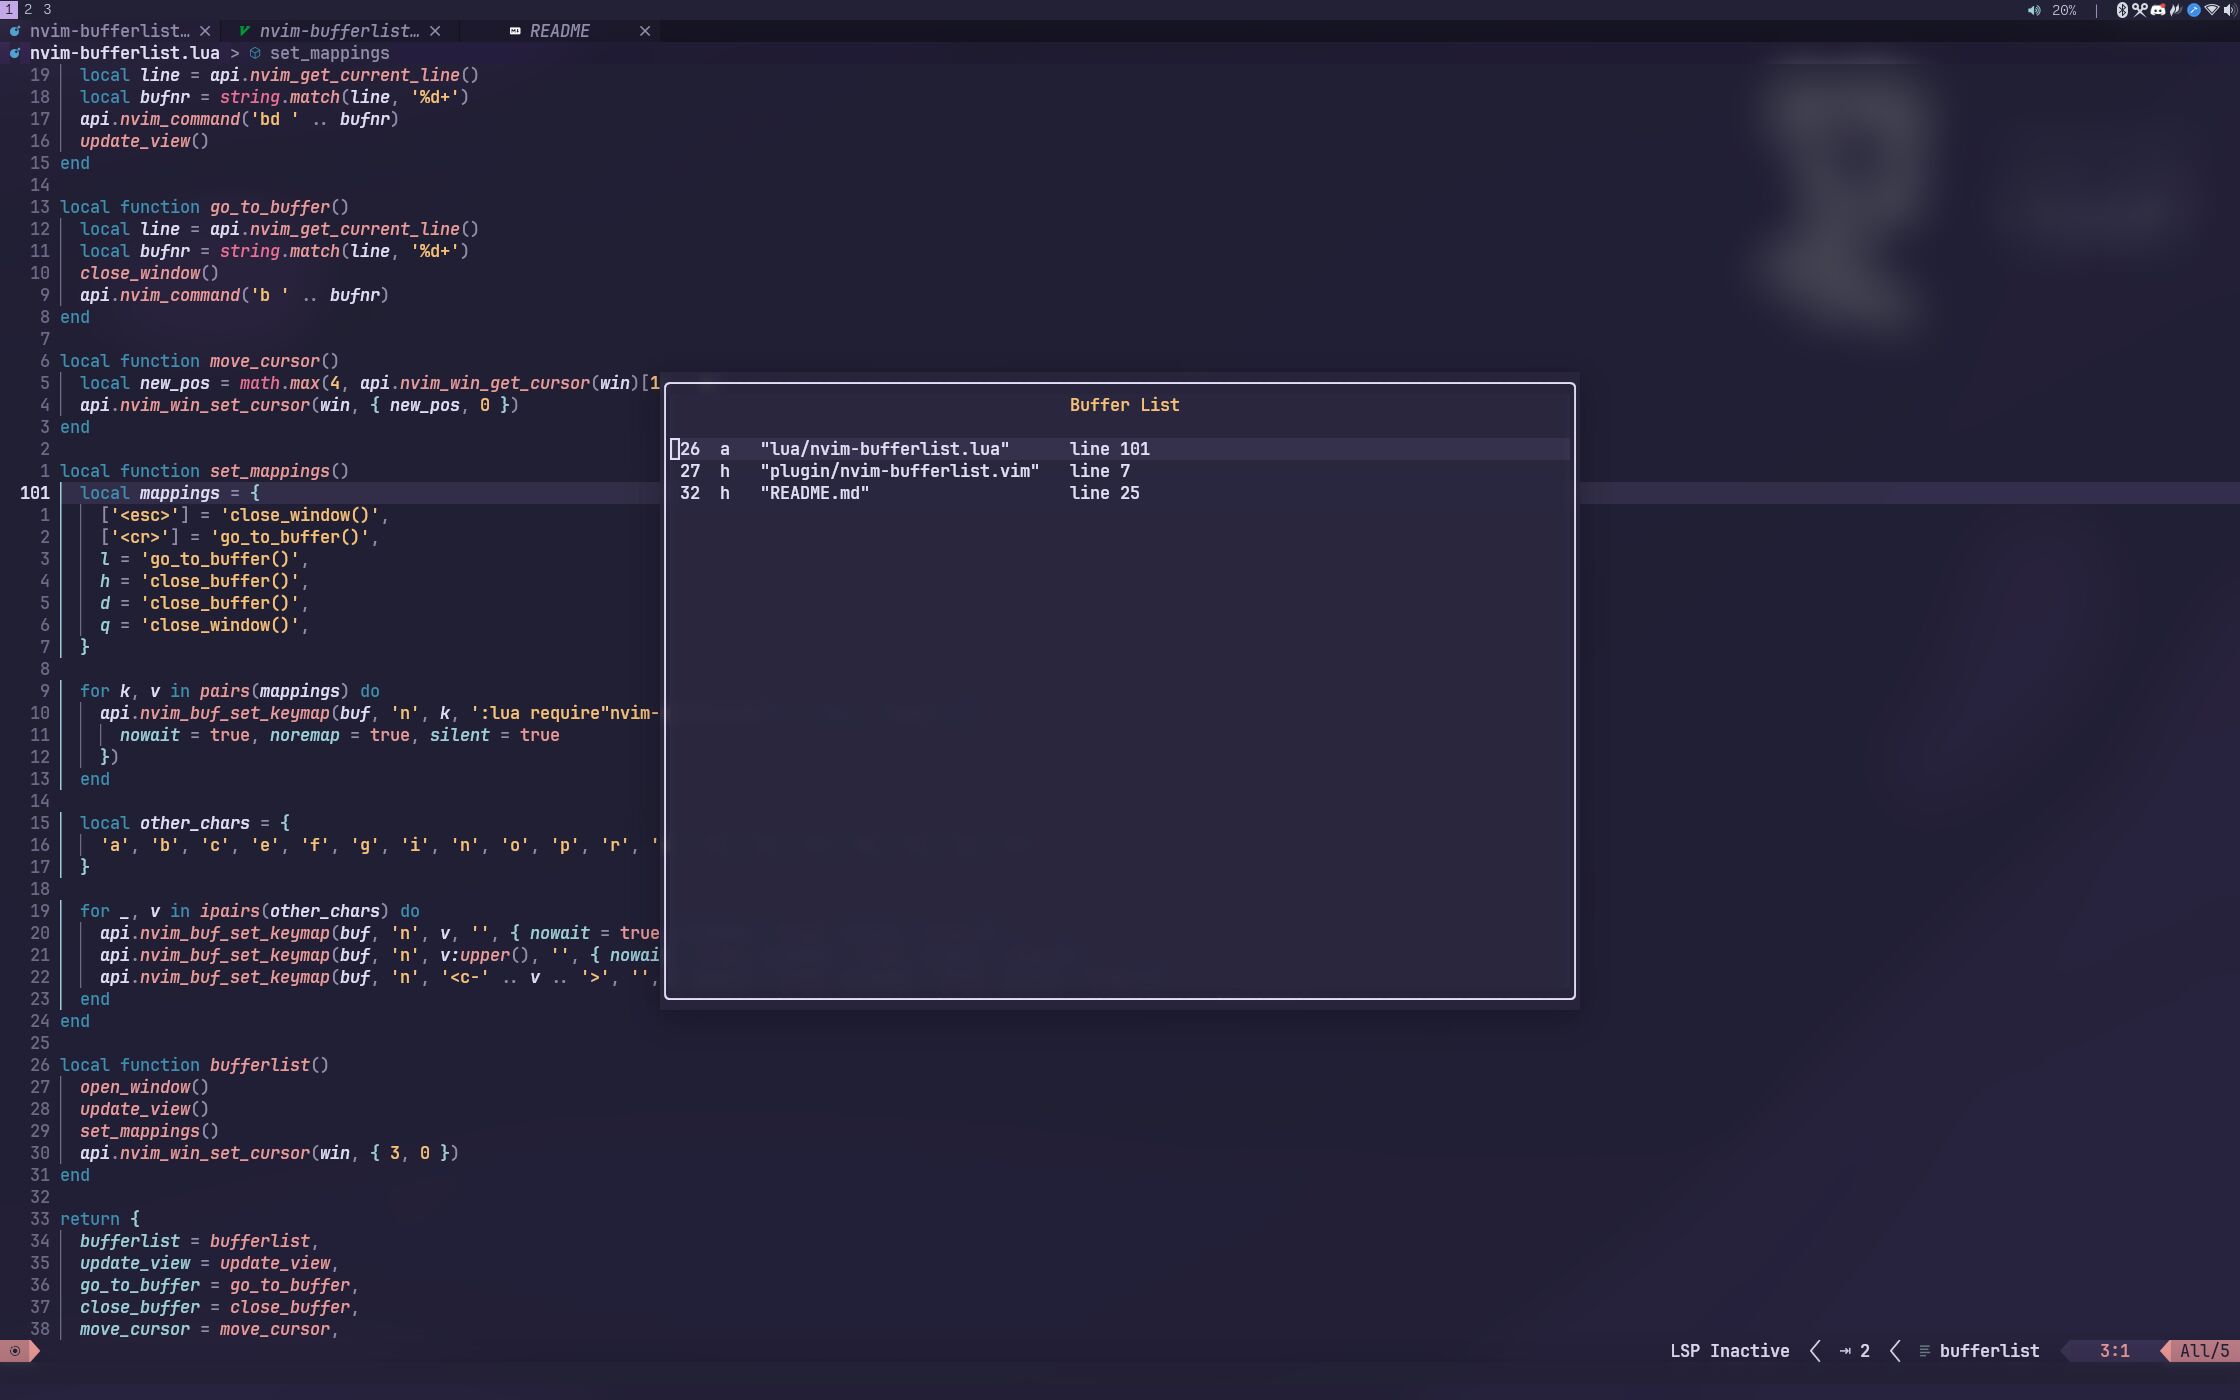 1 2 3 20% |
nvim-bufferlist… × nvim-bufferlist… × README ×
nvim-bufferlist.lua > set_mappings
19 local line = api.nvim_get_current_line()
18 local bufnr = string.match(line, '%d+')
17 api.nvim_command('bd ' .. bufnr)
16 update_view()
15 end
14
13 local function go_to_buffer()
12 local line = api.nvim_get_current_line()
11 local bufnr = string.match(line, '%d+')
10 close_window()
9 api.nvim_command('b ' .. bufnr)
8 end
7
6 local function move_cursor()
5 local new_pos = math.max(4, api.nvim_win_get_cursor(win)[1
4 api.nvim_win_set_cursor(win, { new_pos, 0 })
3 end
2
1 local function set_mappings()
101 local mappings = {
1 ['<esc>'] = 'close_window()',
2 ['<cr>'] = 'go_to_buffer()',
3 l = 'go_to_buffer()',
4 h = 'close_buffer()',
5 d = 'close_buffer()',
6 q = 'close_window()',
7 }
8
9 for k, v in pairs(mappings) do
10 api.nvim_buf_set_keymap(buf, 'n', k, ':lua require"nvim-
11 nowait = true, noremap = true, silent = true
12 })
13 end
14
15 local other_chars = {
16 'a', 'b', 'c', 'e', 'f', 'g', 'i', 'n', 'o', 'p', 'r', '
17 }
18
19 for _, v in ipairs(other_chars) do
20 api.nvim_buf_set_keymap(buf, 'n', v, '', { nowait = true
21 api.nvim_buf_set_keymap(buf, 'n', v:upper(), '', { nowai
22 api.nvim_buf_set_keymap(buf, 'n', '<c-' .. v .. '>', '',
23 end
24 end
25
26 local function bufferlist()
27 open_window()
28 update_view()
29 set_mappings()
30 api.nvim_win_set_cursor(win, { 3, 0 })
31 end
32
33 return {
34 bufferlist = bufferlist,
35 update_view = update_view,
36 go_to_buffer = go_to_buffer,
37 close_buffer = close_buffer,
38 move_cursor = move_cursor,
Buffer List
26 a "lua/nvim-bufferlist.lua" line 101
27 h "plugin/nvim-bufferlist.vim" line 7
32 h "README.md" line 25
LSP Inactive 2 bufferlist 3:1 All/5